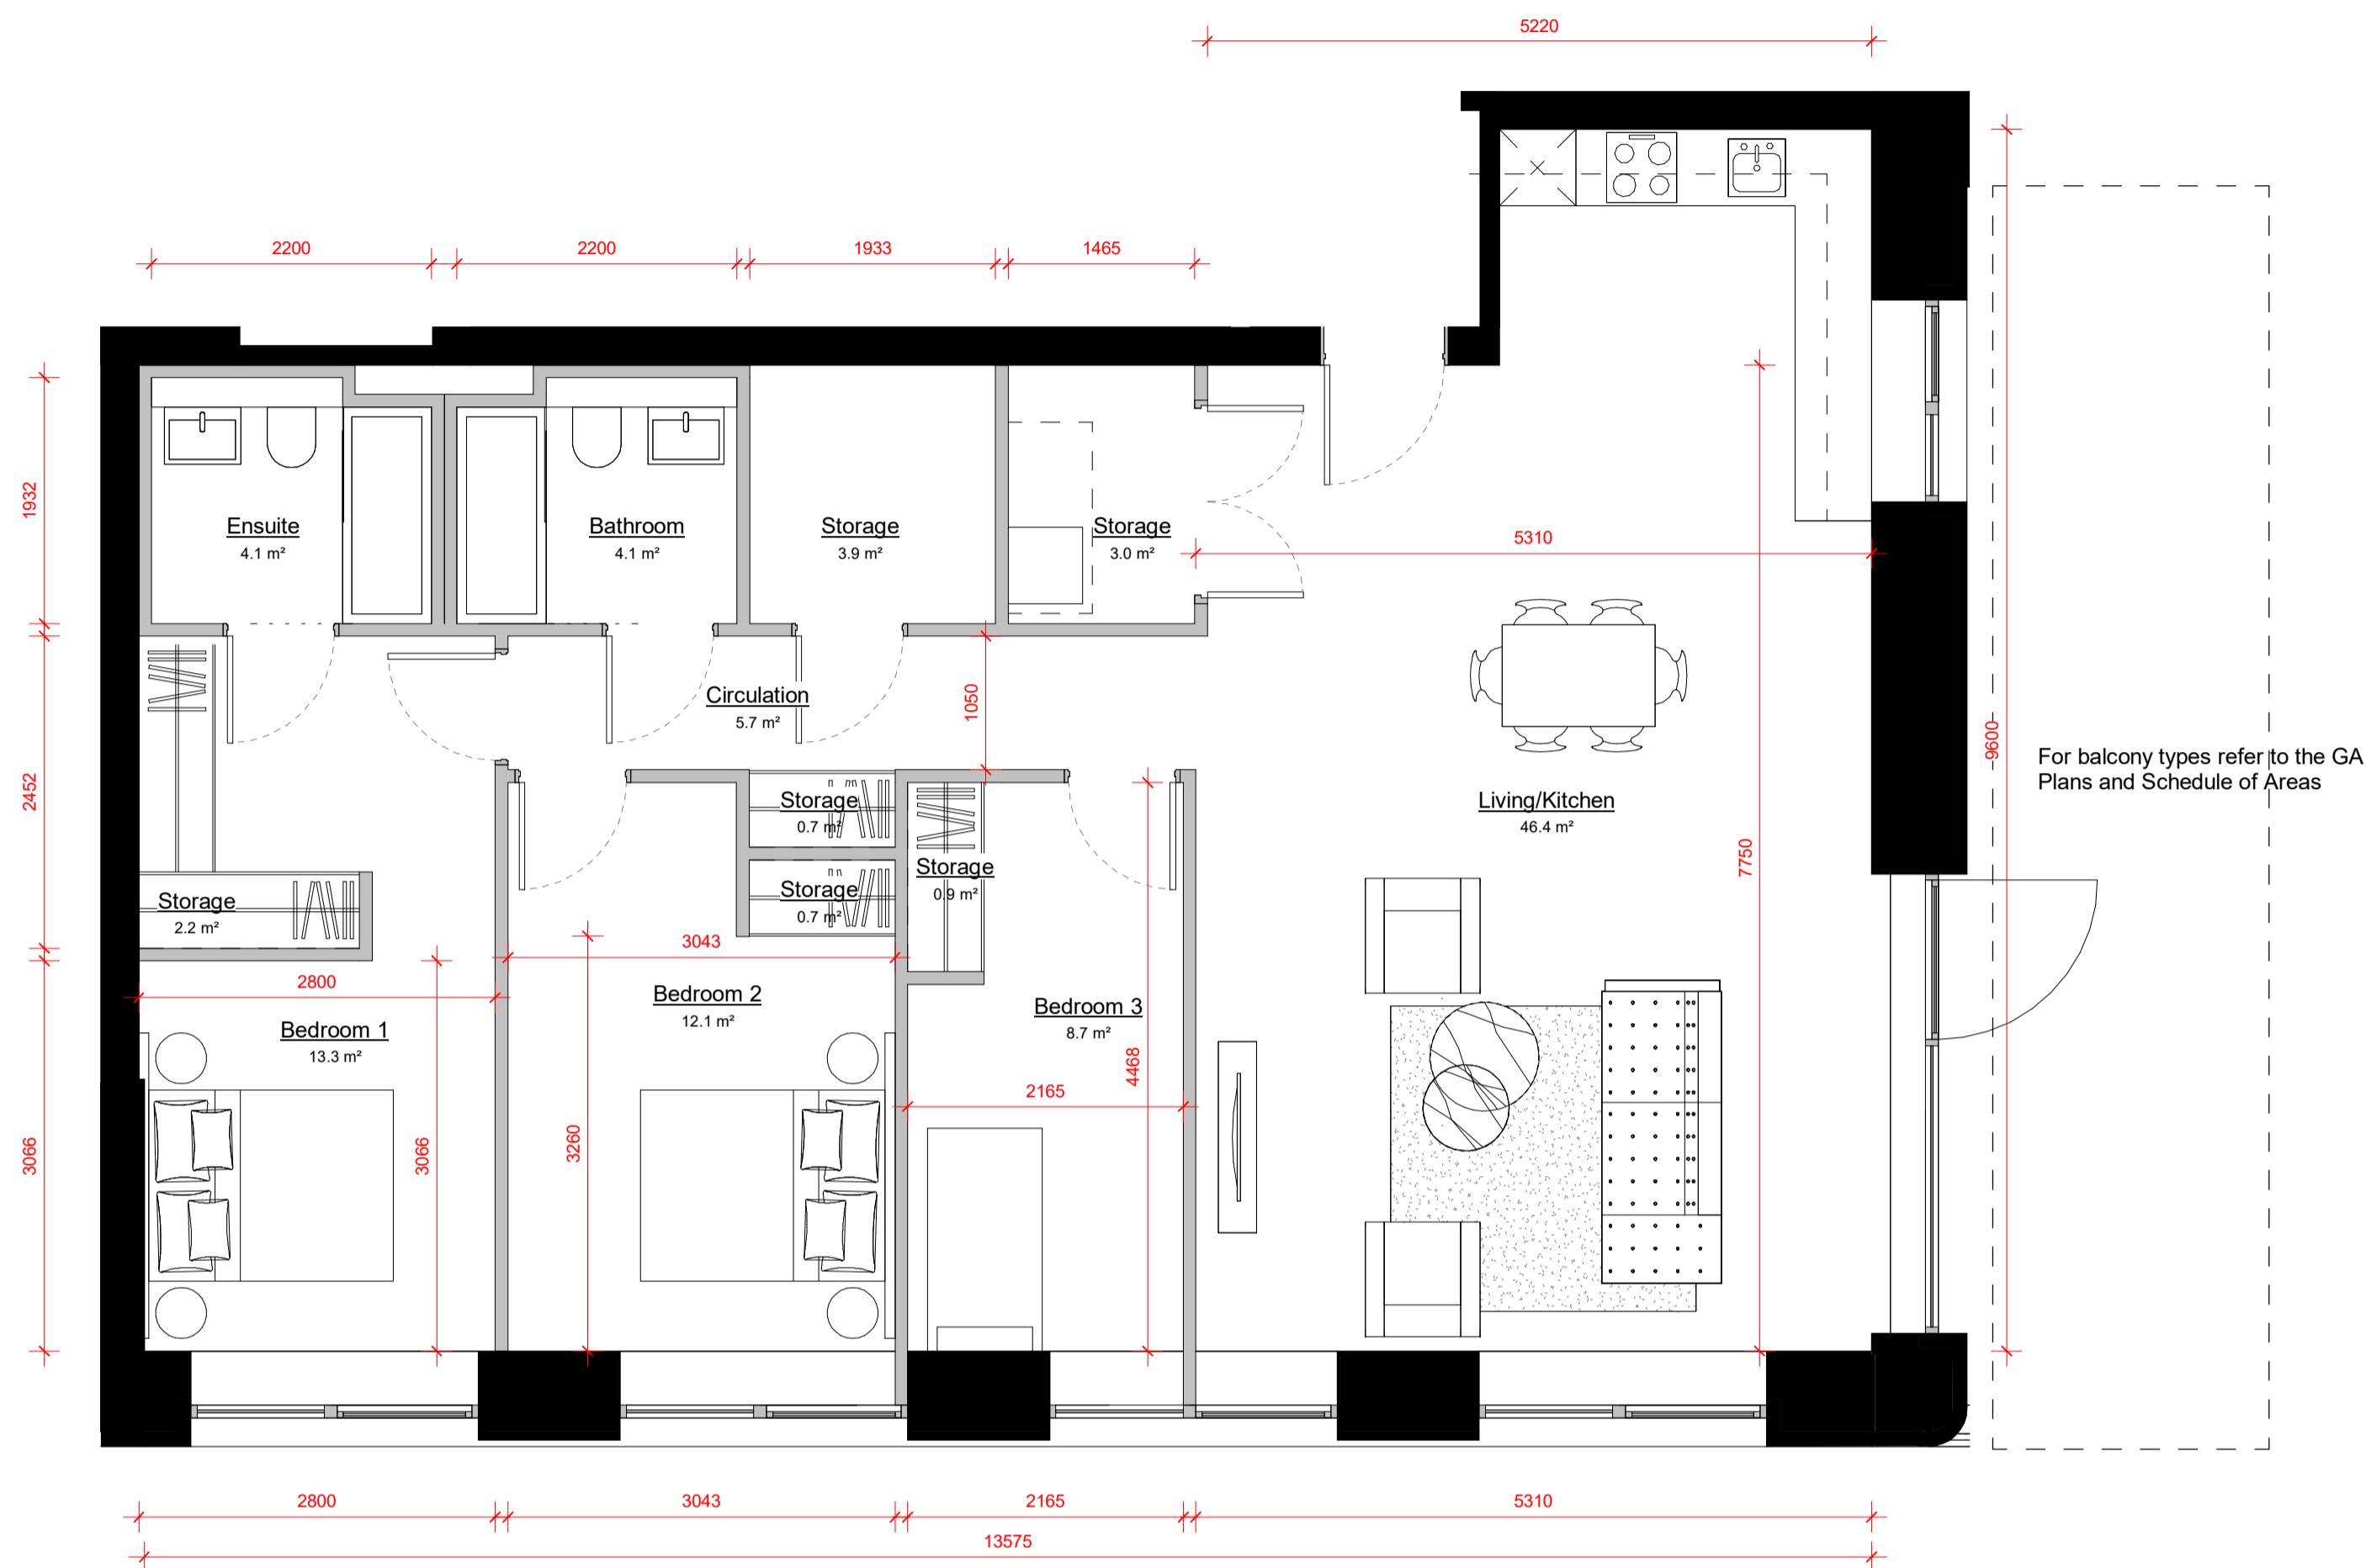 5220
2200
2200
1933
1465
1932
Ensuite
4.1 m²
Bathroom
4.1 m²
Storage
3.9 m²
Storage
3.0 m²
5310
Circulation
5.7 m²
1050
9600
For balcony types refer to the GA
Plans and Schedule of Areas
2452
Storage
0.7 m²
Living/Kitchen
46.4 m²
7750
Storage
0.9 m²
Storage
0.7 m²
Storage
2.2 m²
3043
2800
Bedroom 2
12.1 m²
Bedroom 3
8.7 m²
Bedroom 1
13.3 m²
4468
2165
3066
3066
3260
2800
3043
2165
5310
13575